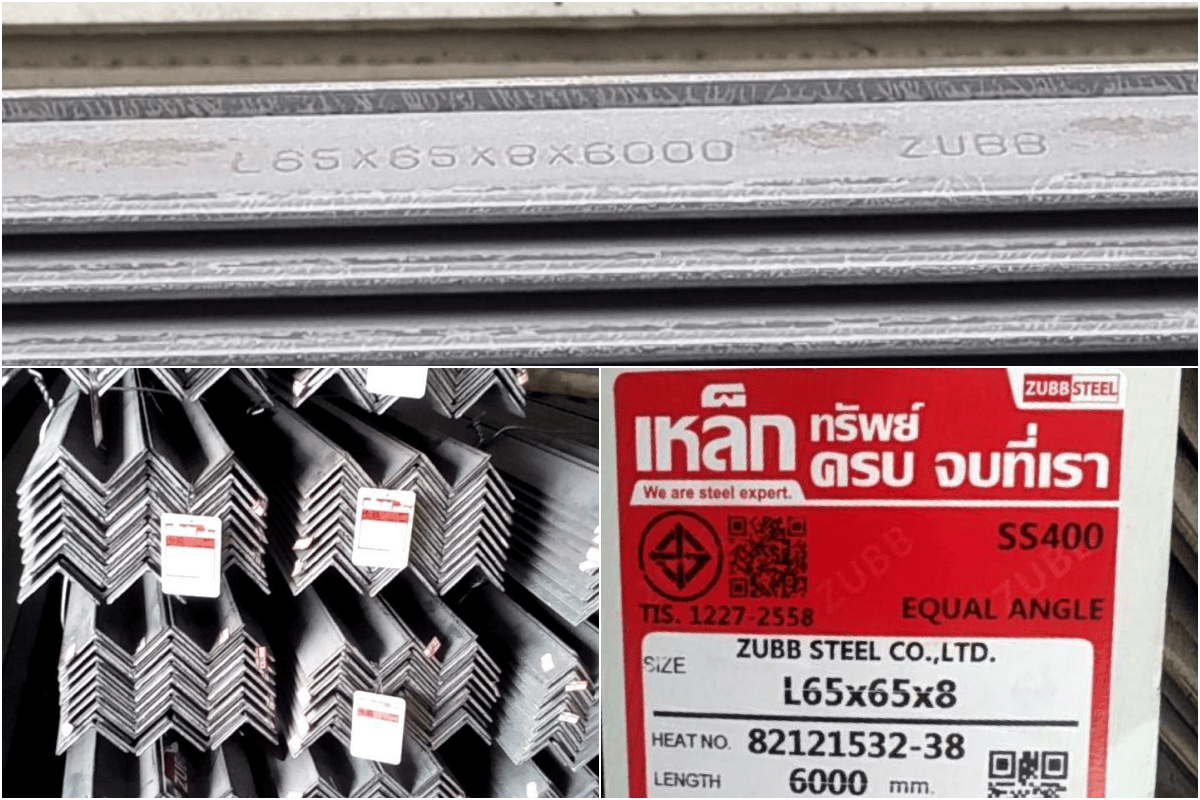 L65X65X8X6000 ZUBB
ZUBB STEEL
เหล็ก ทรัพย์
ครบ จบที่เรา
We are steel expert.
SS400
TIS. 1227-2558
EQUAL ANGLE
ZUBB
ZUBB
ZUBB STEEL CO.,LTD.
SIZE
L65x65x8
HEAT NO. 82121532-38
LENGTH 6000 mm.